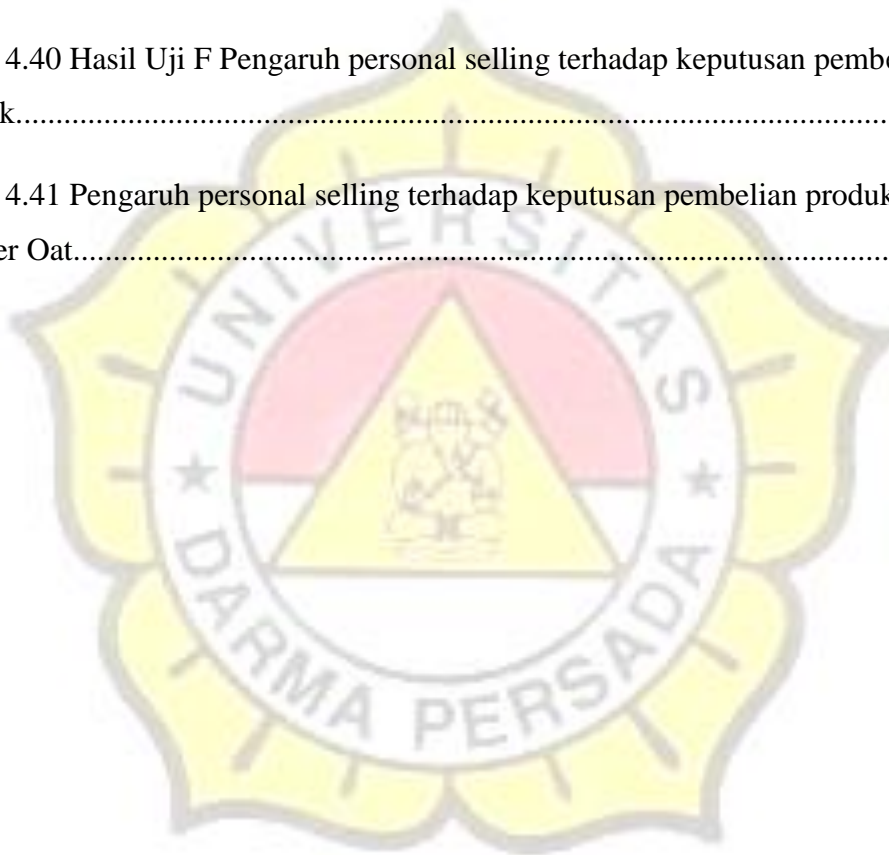 4.40 Hasil Uji F Pengaruh personal selling terhadap keputusan
k..........................................................................................................
4.41 Pengaruh personal selling terhadap keputusan pembelian produk
er Oat..................................................................................................
UNIVERSITAS
DARMA PERSADA